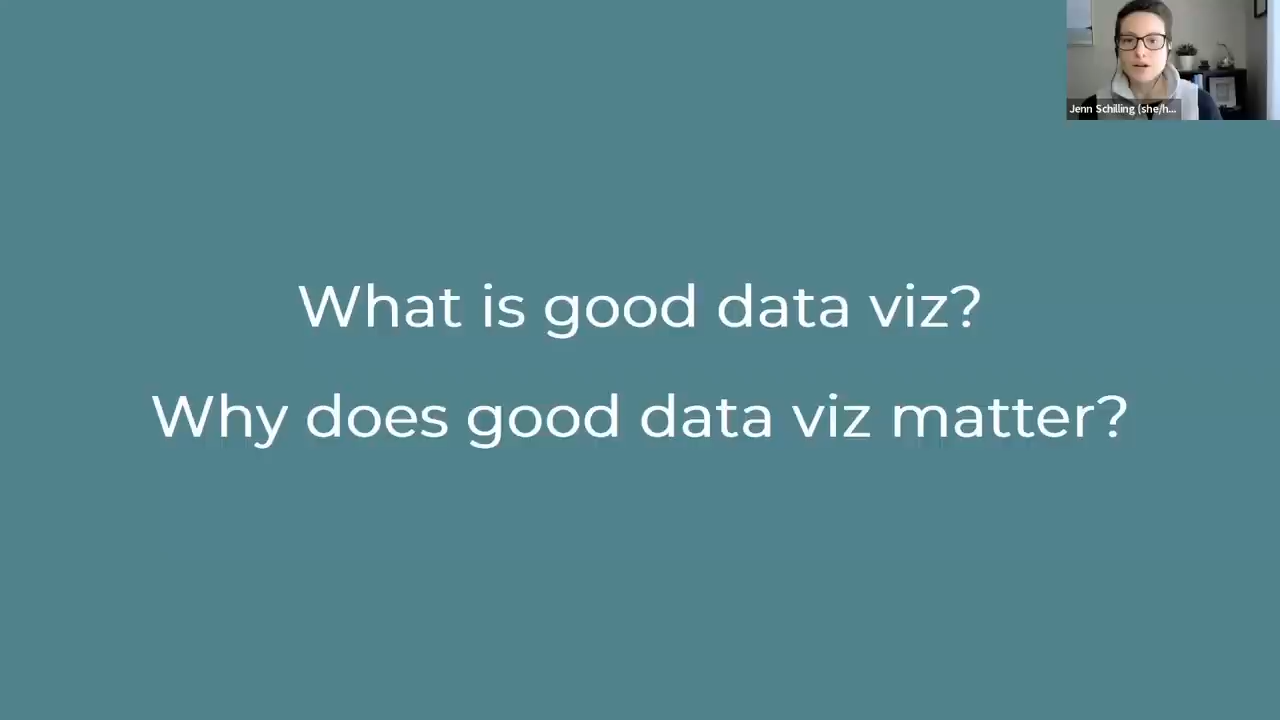 Jenn Schilling (she/h...
What is good data viz?
Why does good data viz matter?